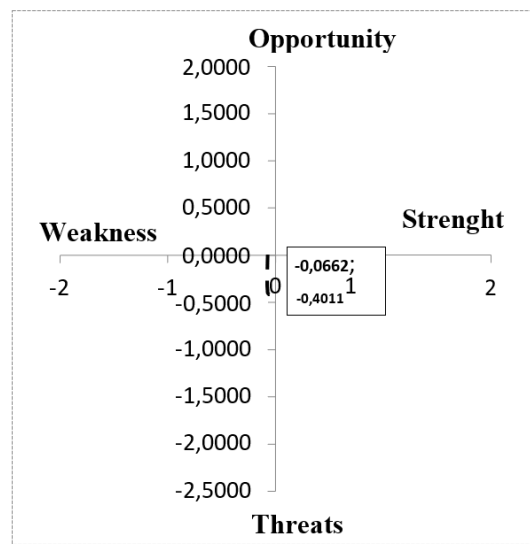 Opportunity
2,0000
1,5000
1,0000
0,5000
Strenght
Weakness
0,0000
-0,0662;
-2 -1 0 1 2
-0,4011
-0,5000
-1,0000
-1,5000
-2,0000
-2,5000
Threats